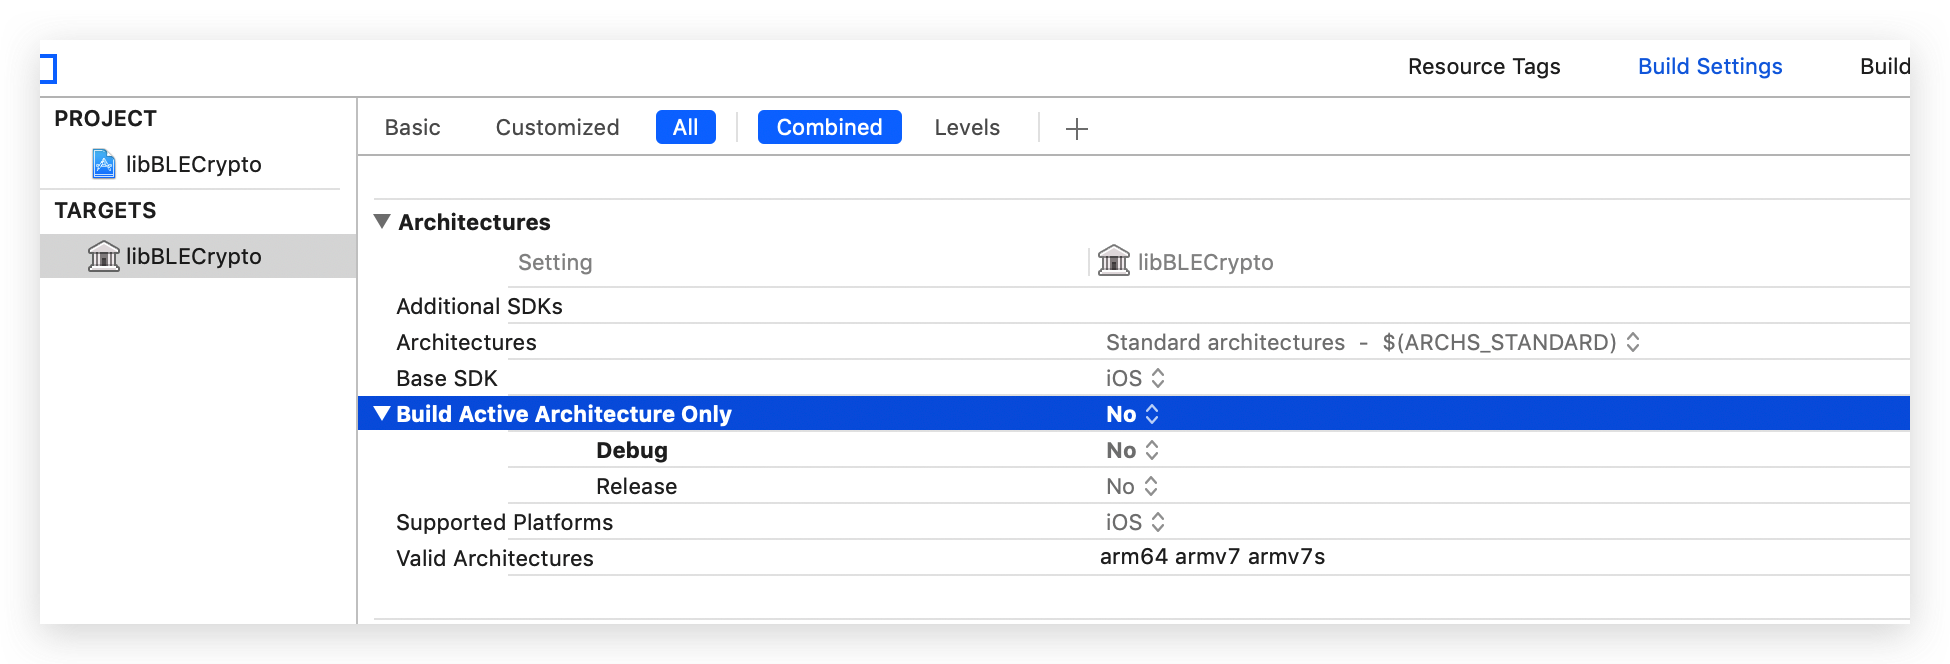 Resource Tags Build Settings Build
PROJECT
libBLECrypto
TARGETS
libBLECrypto
Basic Customized All Combined Levels
Architectures
Setting libBLECrypto
Additional SDKs
Architectures Standard architectures - $(ARCHS_STANDARD)
Base SDK iOS
Build Active Architecture Only No
Debug No
Release No
Supported Platforms iOS
Valid Architectures arm64 armv7 armv7s